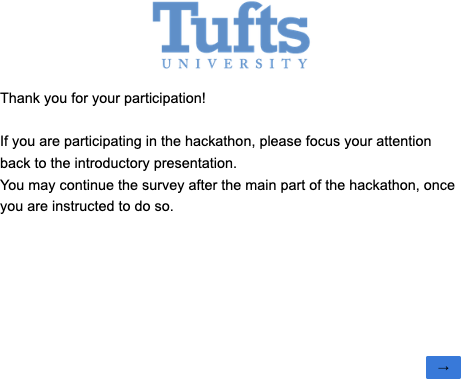 Tufts
UNIVERSITY
Thank you for your participation!
If you are participating in the hackathon, please focus your attention
back to the introductory presentation.
You may continue the survey after the main part of the hackathon, once
you are instructed to do so.
→